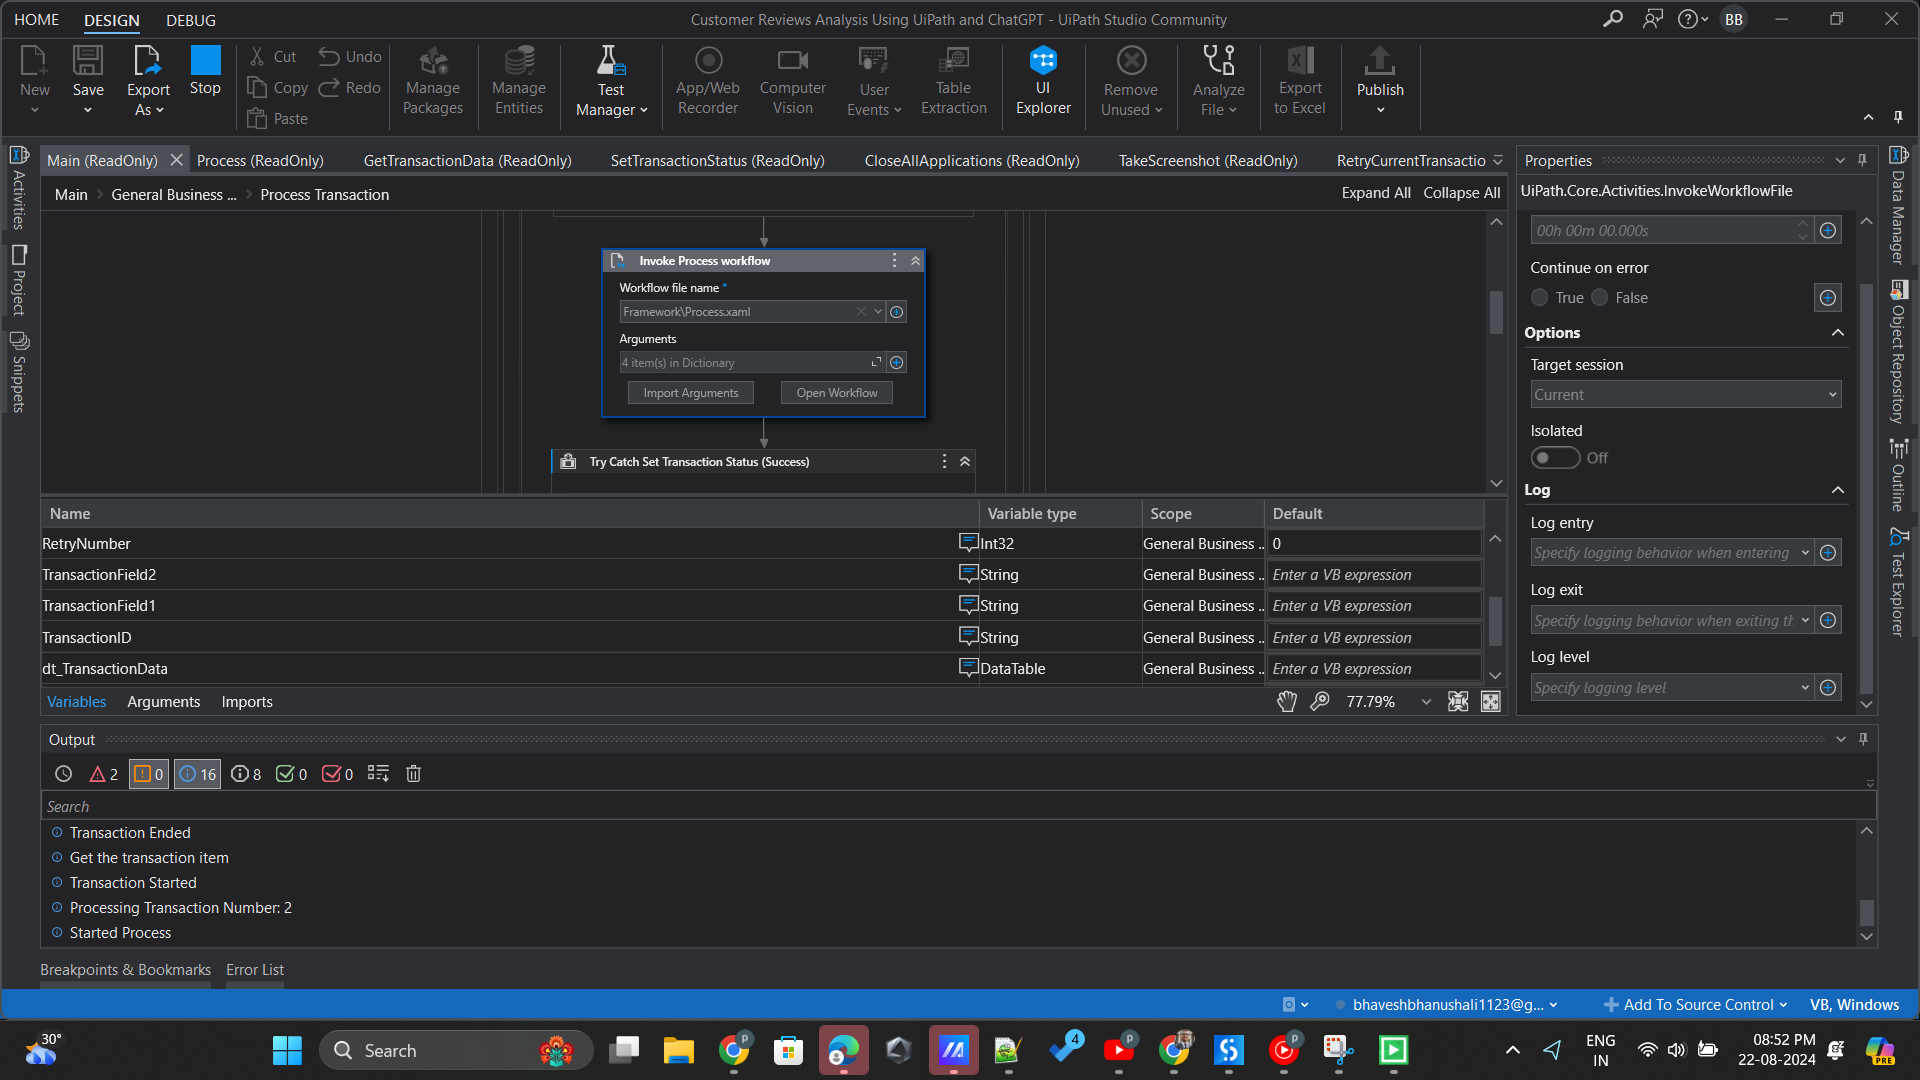 HOME DESIGN DEBUG
Customer Reviews Analysis Using UiPath and ChatGPT - UiPath Studio Community
BB
New
Save
Export As
Stop
Cut
Copy
Paste
Undo
Redo
Manage Packages
Manage Entities
Test Manager
App/Web Recorder
Computer Vision
User Events
Table Extraction
UI Explorer
Remove Unused
Analyze File
Export to Excel
Publish
Activities
Project
Snippets
Main (ReadOnly)
Process (ReadOnly)
GetTransactionData (ReadOnly)
SetTransactionStatus (ReadOnly)
CloseAllApplications (ReadOnly)
TakeScreenshot (ReadOnly)
RetryCurrentTransactio
Main General Business ... Process Transaction
Expand All Collapse All
Invoke Process workflow
Workflow file name *
Framework\Process.xaml
Arguments
4 item(s) in Dictionary
Import Arguments Open Workflow
Try Catch Set Transaction Status (Success)
Name Variable type Scope Default
RetryNumber Int32 General Business .. 0
TransactionField2 String General Business .. Enter a VB expression
TransactionField1 String General Business .. Enter a VB expression
TransactionID String General Business .. Enter a VB expression
dt_TransactionData DataTable General Business .. Enter a VB expression
Variables Arguments Imports
77.79%
Properties
UiPath.Core.Activities.InvokeWorkflowFile
00h 00m 00.000s
Continue on error
True False
Options
Target session
Current
Isolated
Off
Log
Log entry
Specify logging behavior when entering
Log exit
Specify logging behavior when exiting th
Log level
Specify logging level
Data Manager
Object Repository
Outline
Test Explorer
Output
2 0 16 8 0 0
Search
Transaction Ended
Get the transaction item
Transaction Started
Processing Transaction Number: 2
Started Process
Breakpoints & Bookmarks Error List
bhaveshbhanushali1123@g...
Add To Source Control
VB, Windows
30°
Search
P
4
P
S
P
ENG
IN
08:52 PM
22-08-2024
PRE